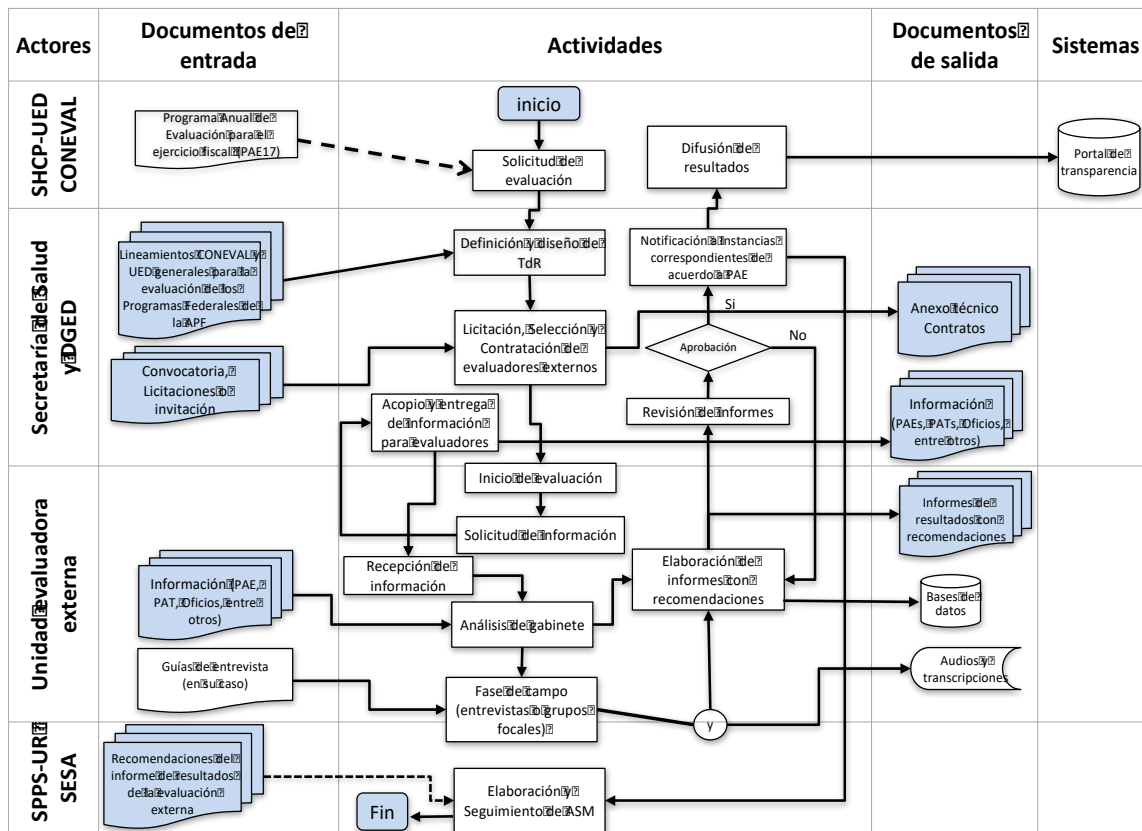 Actores
Documentos de entrada
Actividades
Documentos de salida
Sistemas
SHCP-UED
CONEVAL
Programa Anual de
Evaluación para el
ejercicio fiscal (PAE17)
inicio
Solicitud de
evaluación
Difusión de
resultados
Portal de
transparencia
Secretaría de Salud
y DGED
Lineamientos CONEVAL y
UED generales para la
evaluación de los
Programas Federales de
la APF
Definición y diseño de
TdR
Notificación a Instancias
correspondientes de
acuerdo a PAE
Convocatoria,
Licitaciones o
invitación
Licitación, Selección y
Contratación de
evaluadores externos
Si
Aprobación
No
Anexo técnico
Contratos
Acopio y entrega
de información
para evaluadores
Revisión de Informes
Información
(PAEs, PATs, Oficios,
entre otros)
Unidad evaluadora
externa
Inicio de evaluación
Solicitud de Información
Recepción de
información
Elaboración de
informes con
recomendaciones
Informes de
resultados con
recomendaciones
Información (PAE,
PAT, Oficios, entre
otros)
Análisis de gabinete
Bases de
datos
Guías de entrevista
(en su caso)
Fase de campo
(entrevistas o grupos
focales)
y
Audios y
transcripciones
SPPS-UR
SESA
Recomendaciones del
informe de resultados
de la evaluación
externa
Fin
Elaboración y
Seguimiento de ASM